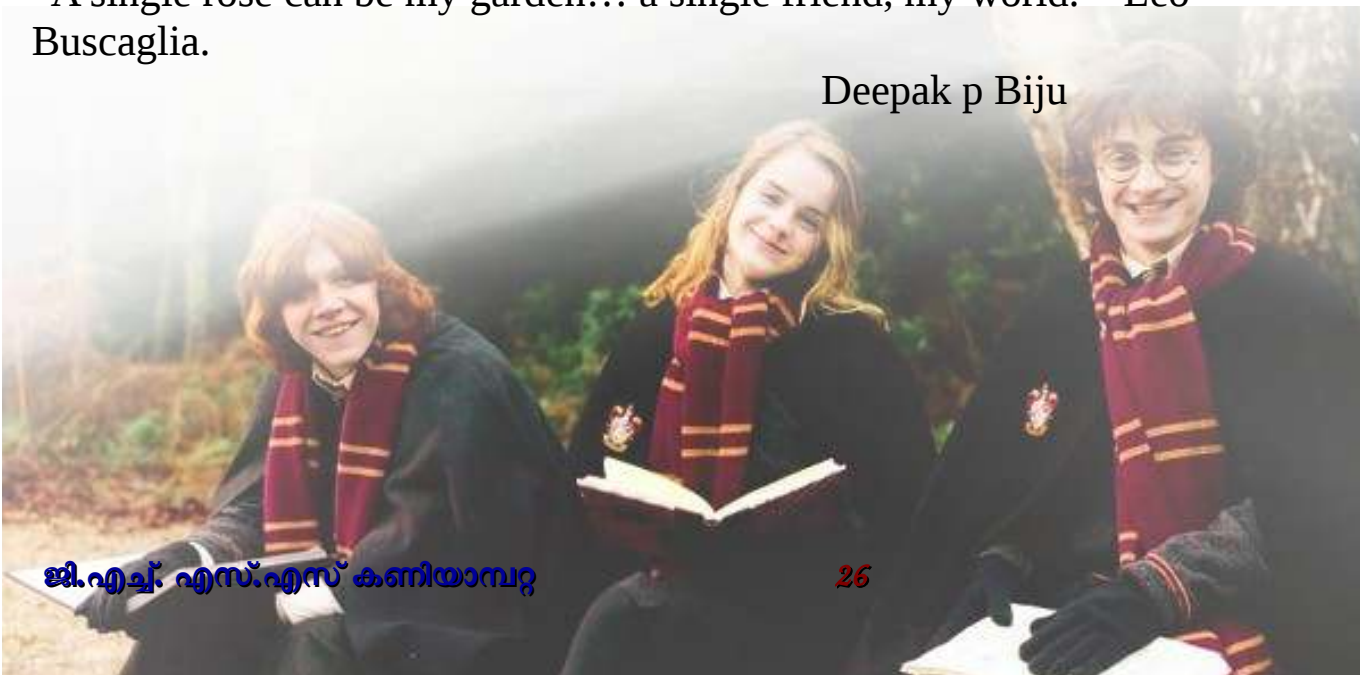 "A single rose can be my garden… a single friend, my world." – Leo
Buscaglia.
Deepak p Biju
ജി.എച്ച്. എസ്.എസ് കണിയാമ്പറ്റ 26